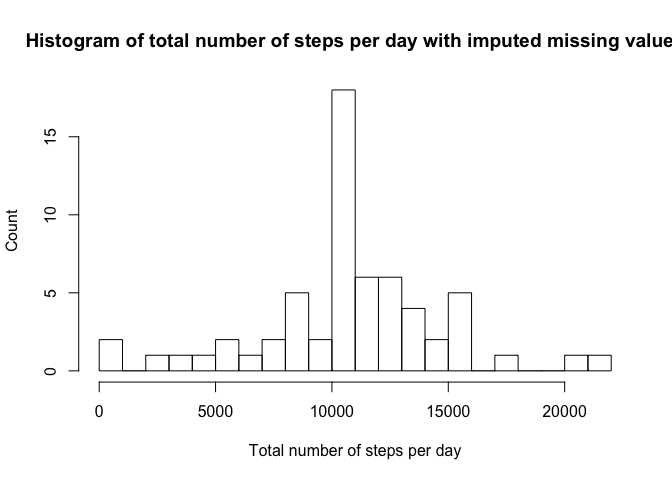 Histogram of total number of steps per day with imputed missing value
Count
15
10
5
0
0 5000 10000 15000 20000
Total number of steps per day